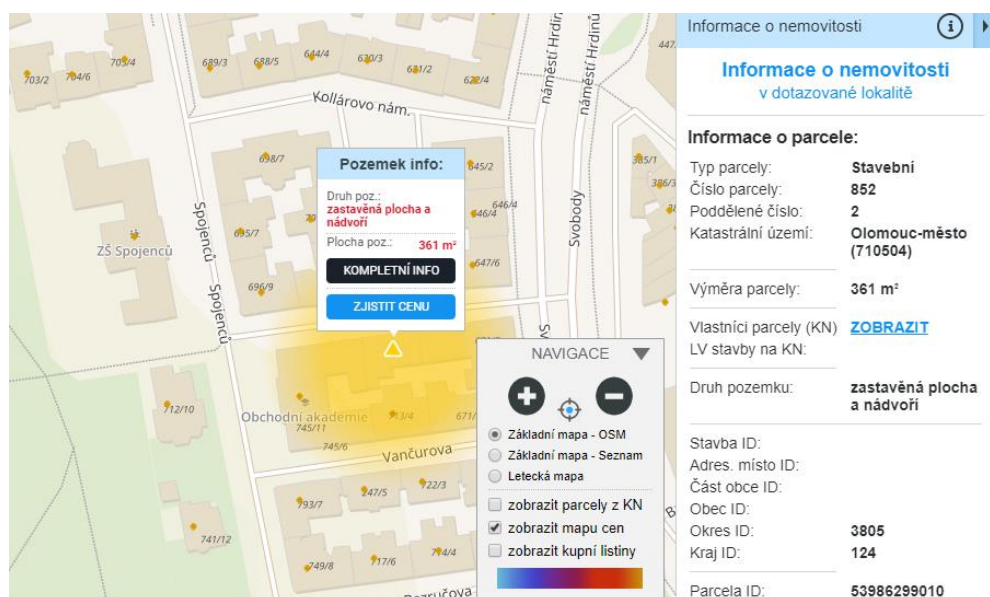 703/2
704/6
705/4
689/3
688/5
644/4
630/3
631/2
632/4
447
náměstí Hrdinů
náměstí Hrdinů
Kollárovo nám.
698/7
645/2
385/1
386/3
646/4
646/4
Spojenců
695/7
ZŠ Spojenců
Svobody
647/6
696/9
Spojenců
Pozemek info:
Druh poz.:
zastavěná plocha a
nádvoří
Plocha poz.: 361 m²
KOMPLETNÍ INFO
ZJISTIT CENU
712/10
Obchodní akademie
745/11
745/6
671/
Vančurova
793/7
247/5
722/3
741/12
749/8
717/6
714/4
NAVIGACE
Základní mapa - OSM
Základní mapa - Seznam
Letecká mapa
zobrazit parcely z KN
zobrazit mapu cen
zobrazit kupní listiny
Informace o nemovitosti
Informace o nemovitosti
v dotazované lokalitě
Informace o parcele:
Typ parcely: Stavební
Číslo parcely: 852
Poddělené číslo: 2
Katastrální území: Olomouc-město
(710504)
Výměra parcely: 361 m²
Vlastníci parcely (KN) ZOBRAZIT
LV stavby na KN:
Druh pozemku: zastavěná plocha
a nádvoří
Stavba ID:
Adres. místo ID:
Část obce ID:
Obec ID:
Okres ID: 3805
Kraj ID: 124
Parcela ID: 53986299010